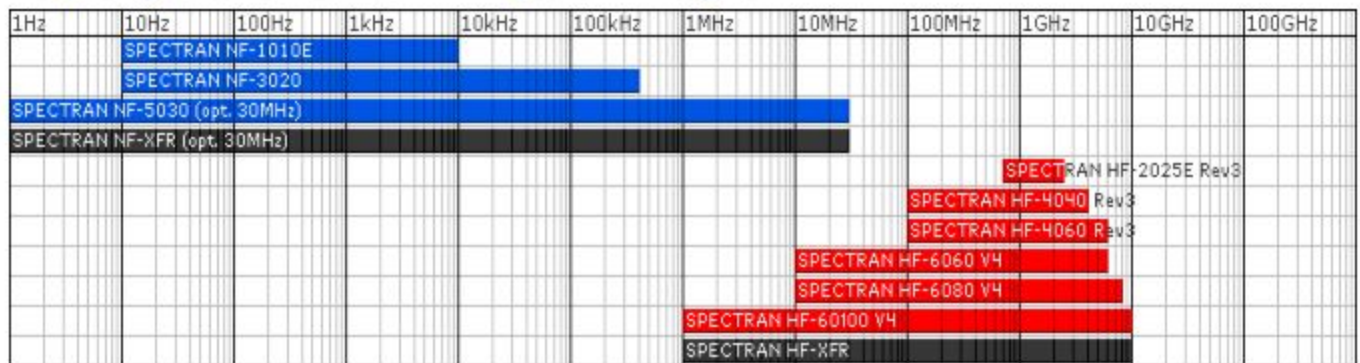 1Hz 10Hz 100Hz 1kHz 10kHz 100kHz 1MHz 10MHz 100MHz 1GHz 10GHz 100GHz
SPECTRAN NF-1010E
SPECTRAN NF-3020
SPECTRAN NF-5030 (opt. 30MHz)
SPECTRAN NF-XFR (opt. 30MHz)
SPECTRAN HF-2025E Rev3
SPECTRAN HF-4040 Rev3
SPECTRAN HF-4060 Rev3
SPECTRAN HF-6060 V4
SPECTRAN HF-6080 V4
SPECTRAN HF-60100 V4
SPECTRAN HF-XFR